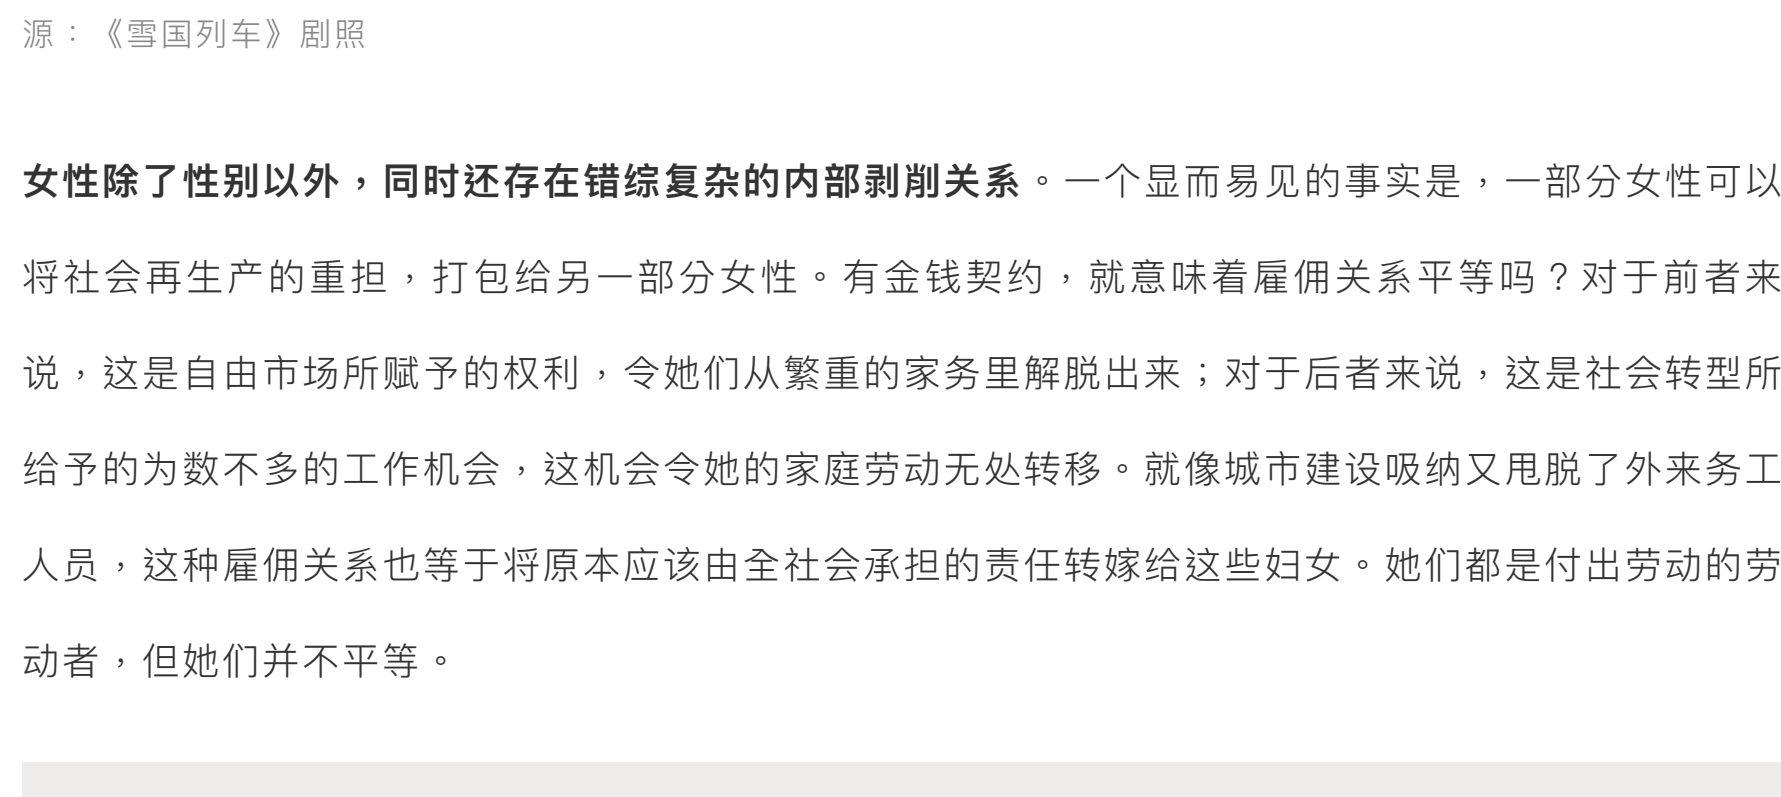 源：《雪国列车》剧照
女性除了性别以外，同时还存在错综复杂的内部剥削关系。一个显而易见的事实是，一部分女性可以
将社会再生产的重担，打包给另一部分女性。有金钱契约，就意味着雇佣关系平等吗？对于前者来
说，这是自由市场所赋予的权利，令她们从繁重的家务里解脱出来；对于后者来说，这是社会转型所
给予的为数不多的工作机会，这机会令她的家庭劳动无处转移。就像城市建设吸纳又甩脱了外来务工
人员，这种雇佣关系也等于将原本应该由全社会承担的责任转嫁给这些妇女。她们都是付出劳动的劳
动者，但她们并不平等。